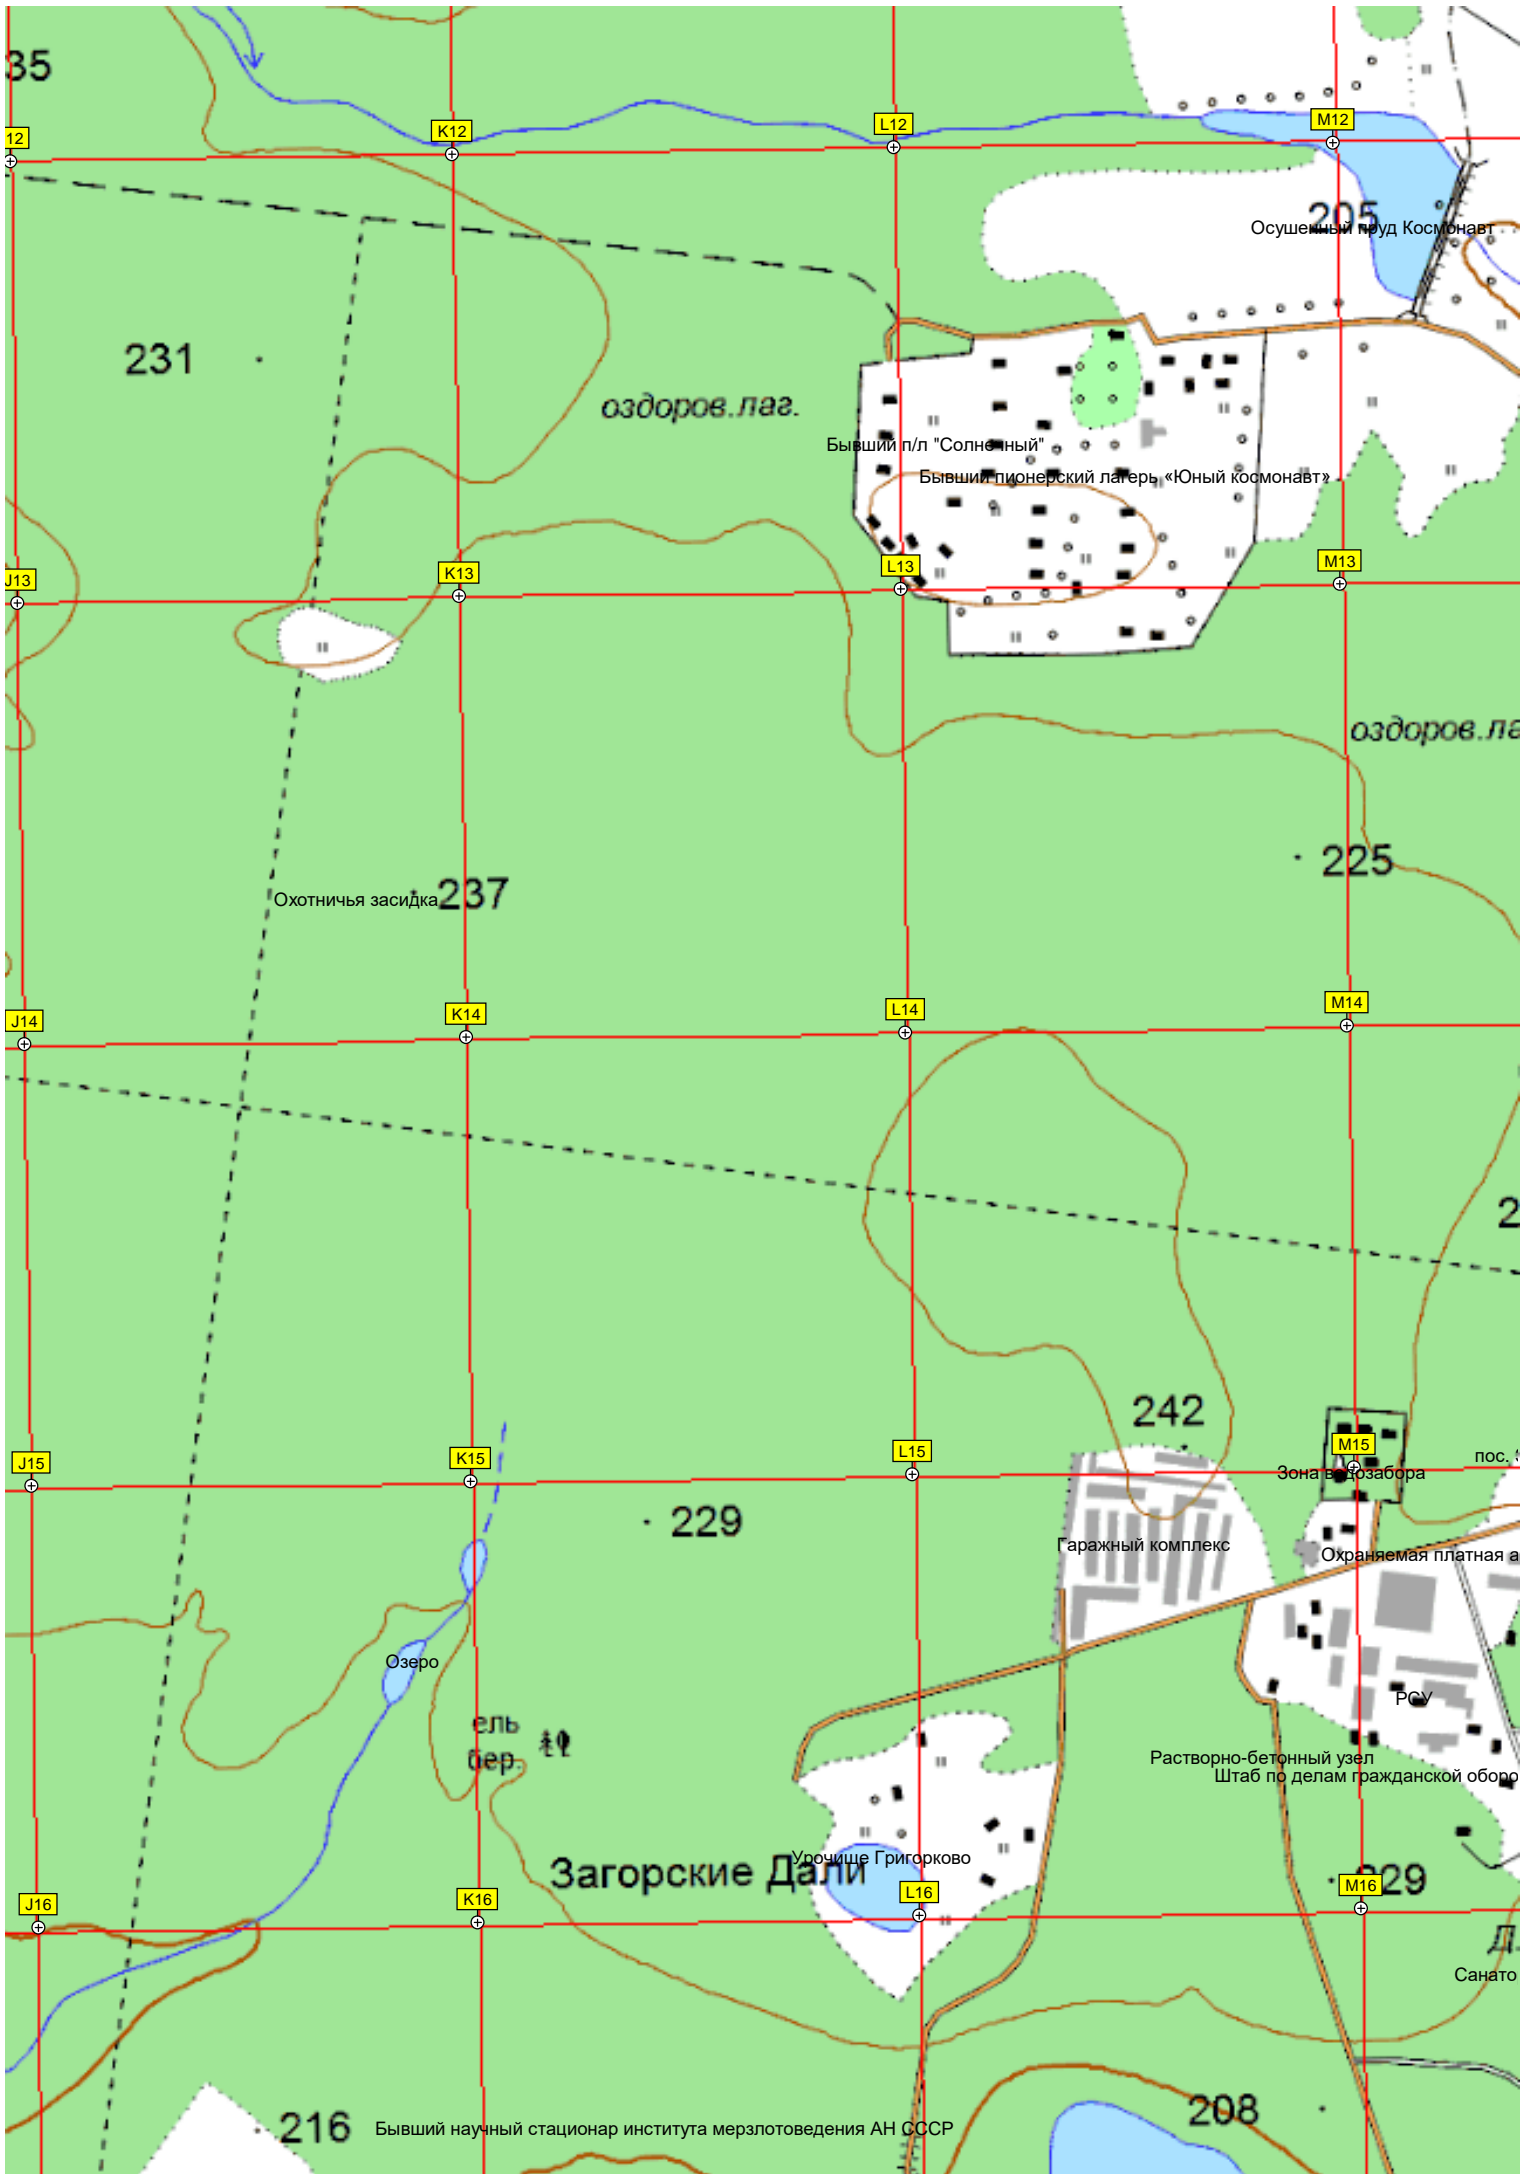 35
12
K12
L12
M12
205
Осушенный пруд Космонавт
231
оздоров.лаг.
Бывший п/л "Солнечный"
Бывший пионерский лагерь «Юный космонавт»
J13
K13
L13
M13
оздоров.ла
225
Охотничья засидка
237
J14
K14
L14
M14
2
242
J15
K15
L15
M15
пос.
Зона водозабора
229
Гаражный комплекс
Охраняемая платная а
Озеро
РСУ
ель
бер.
Растворно-бетонный узел
Штаб по делам гражданской оборо
Урочище Григорково
Загорские Дали
229
J16
K16
L16
M16
Д.
Санато
208
216
Бывший научный стационар института мерзлотоведения АН СССР